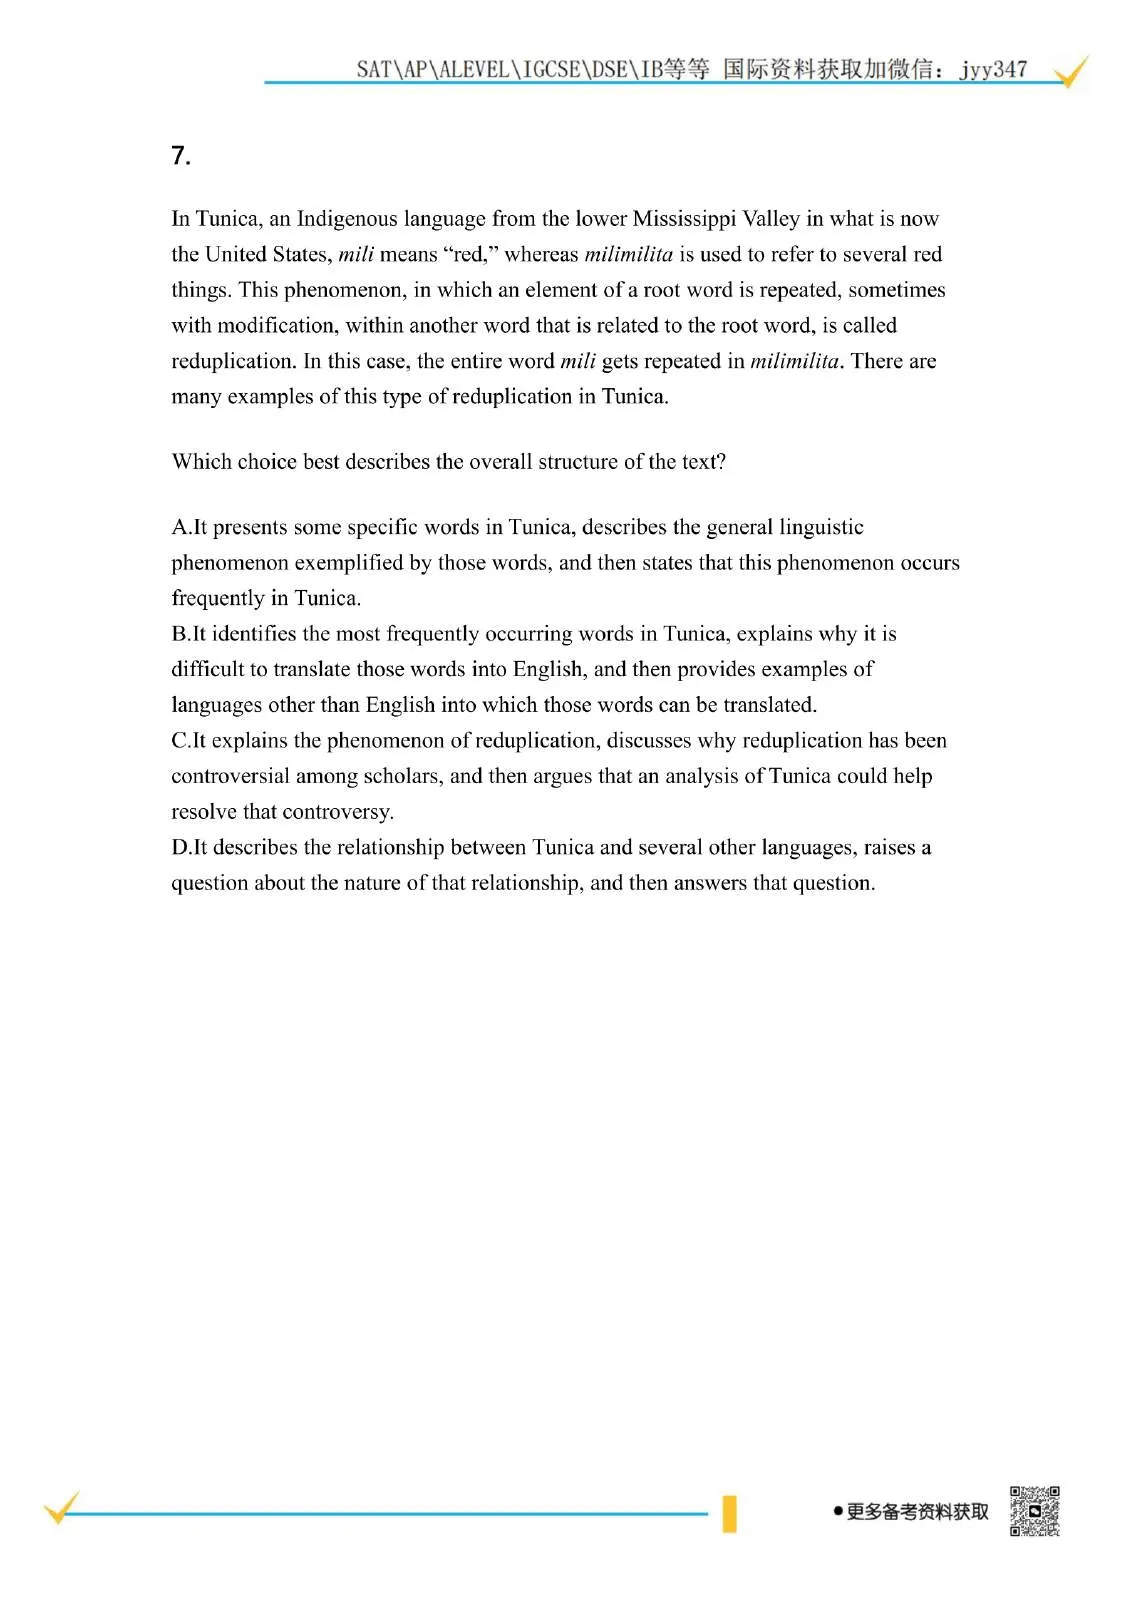 SAT\AP\ALEVEL\IGCSE\DSE\IB等等 国际资料获取加微信：jyy347
7.
In Tunica, an Indigenous language from the lower Mississippi Valley in what is now
the United States, mili means “red,” whereas milimilita is used to refer to several red
things. This phenomenon, in which an element of a root word is repeated, sometimes
with modification, within another word that is related to the root word, is called
reduplication. In this case, the entire word mili gets repeated in milimilita. There are
many examples of this type of reduplication in Tunica.
Which choice best describes the overall structure of the text?
A.It presents some specific words in Tunica, describes the general linguistic
phenomenon exemplified by those words, and then states that this phenomenon occurs
frequently in Tunica.
B.It identifies the most frequently occurring words in Tunica, explains why it is
difficult to translate those words into English, and then provides examples of
languages other than English into which those words can be translated.
C.It explains the phenomenon of reduplication, discusses why reduplication has been
controversial among scholars, and then argues that an analysis of Tunica could help
resolve that controversy.
D.It describes the relationship between Tunica and several other languages, raises a
question about the nature of that relationship, and then answers that question.
●更多备考资料获取